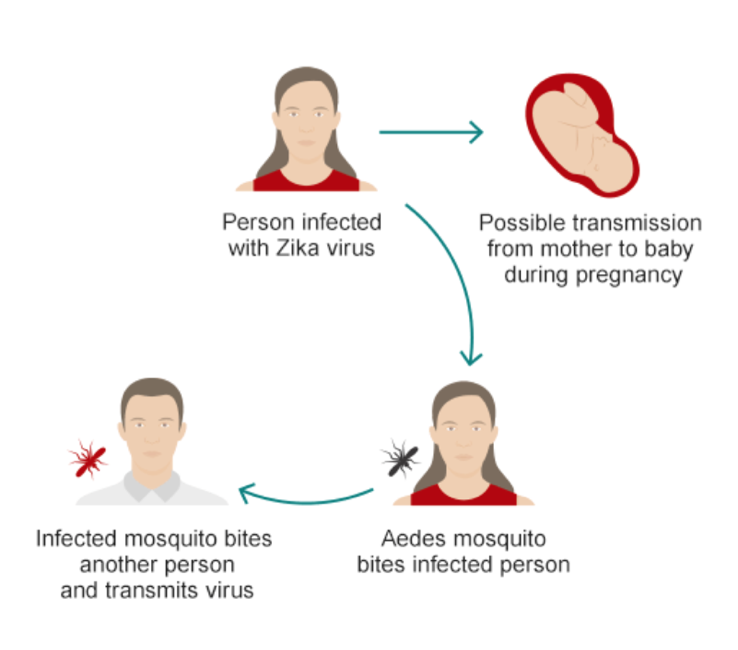 Person infected
with Zika virus
Possible transmission
from mother to baby
during pregnancy
Infected mosquito bites
another person
and transmits virus
Aedes mosquito
bites infected person